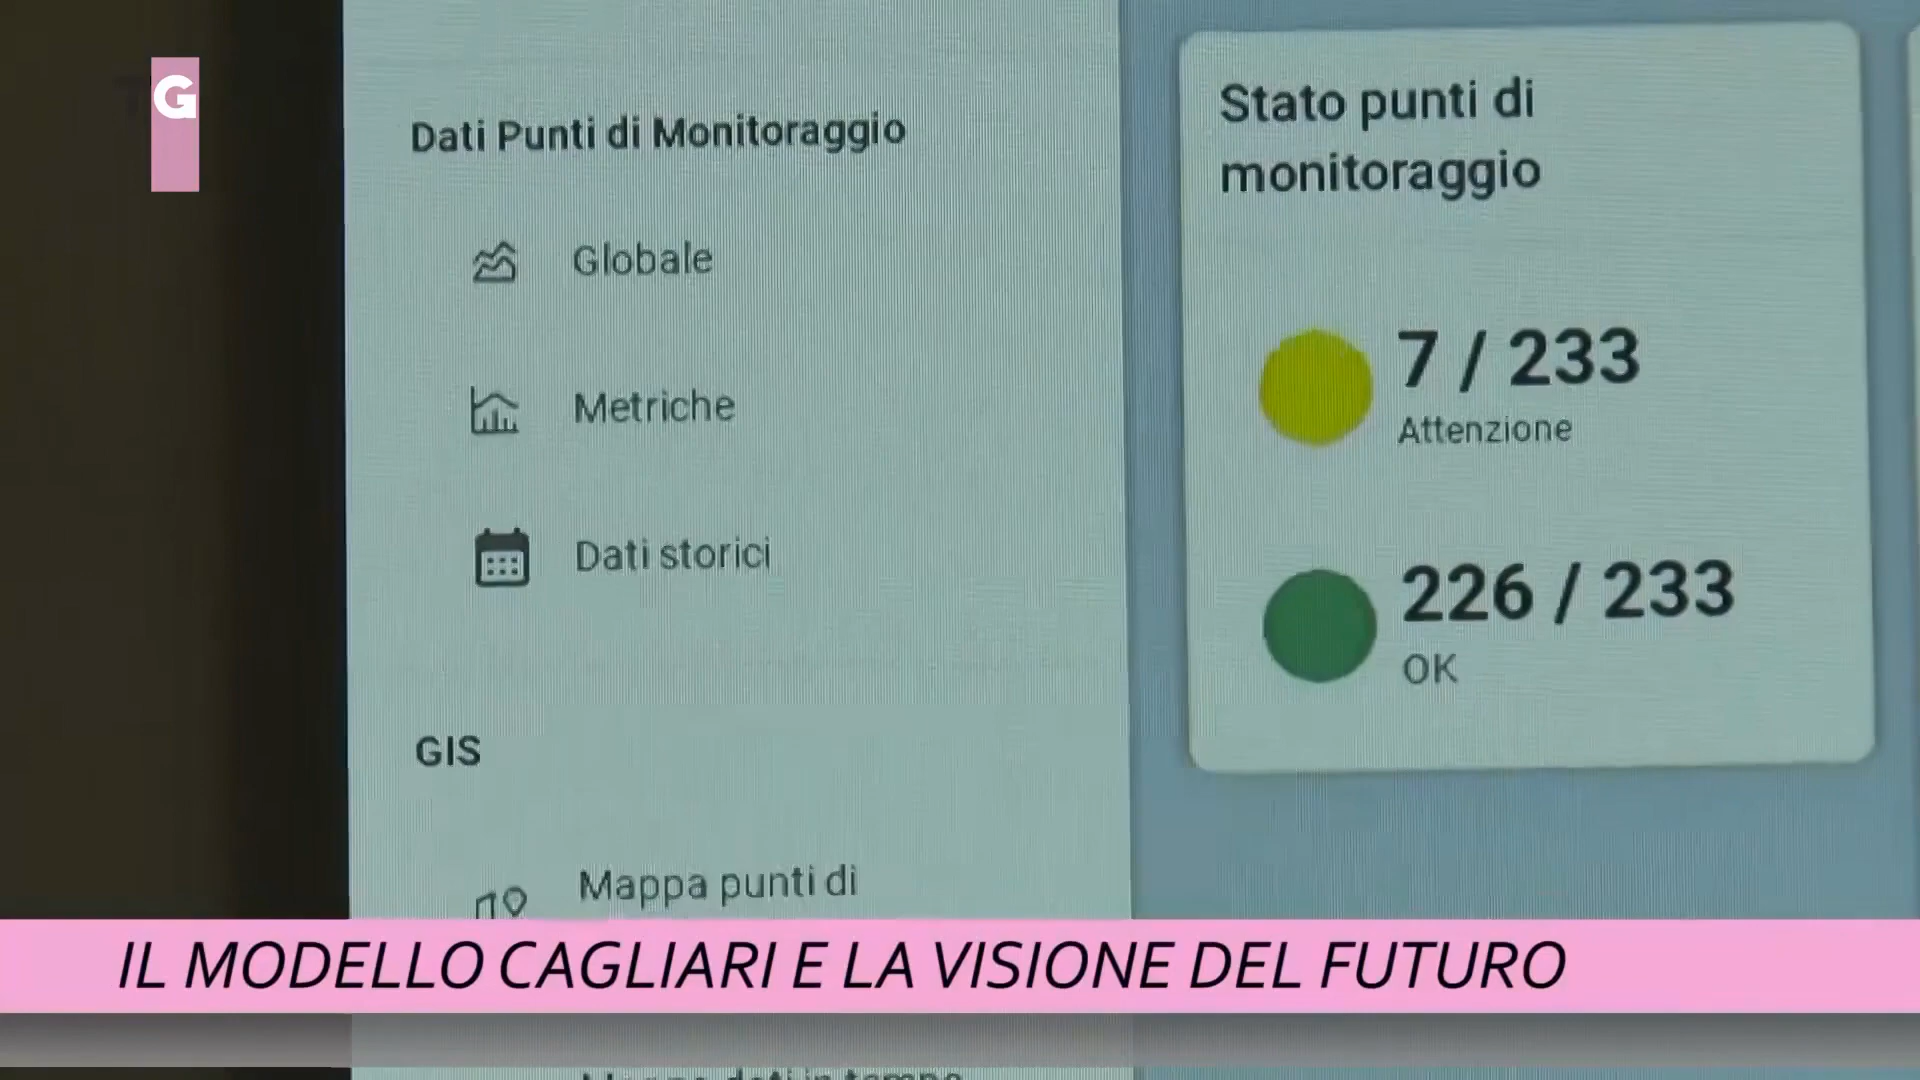 G
Dati Punti di Monitoraggio
Globale
Metriche
Dati storici
GIS
Mappa punti di
Stato punti di
monitoraggio
7 / 233
Attenzione
226 / 233
OK
IL MODELLO CAGLIARI E LA VISIONE DEL FUTURO